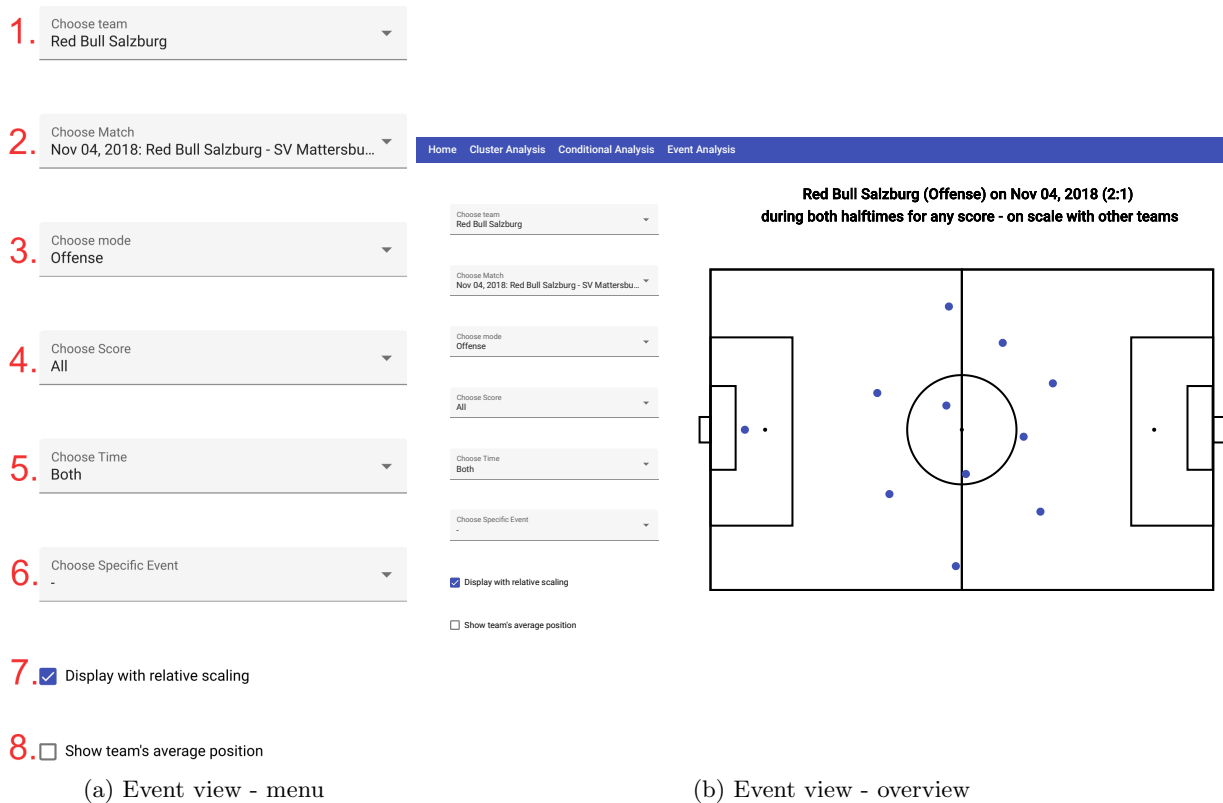 1.
Choose team
Red Bull Salzburg
2.
Choose Match
Nov 04, 2018: Red Bull Salzburg - SV Mattersbu...
3.
Choose mode
Offense
4.
Choose Score
All
5.
Choose Time
Both
6.
Choose Specific Event
-
7.
Display with relative scaling
8.
Show team's average position
(a) Event view - menu
Home Cluster Analysis Conditional Analysis Event Analysis
Choose team
Red Bull Salzburg
Choose Match
Nov 04, 2018: Red Bull Salzburg - SV Mattersbu...
Choose mode
Offense
Choose Score
All
Choose Time
Both
Choose Specific Event
-
Display with relative scaling
Show team's average position
Red Bull Salzburg (Offense) on Nov 04, 2018 (2:1)
during both halftimes for any score - on scale with other teams
(b) Event view - overview